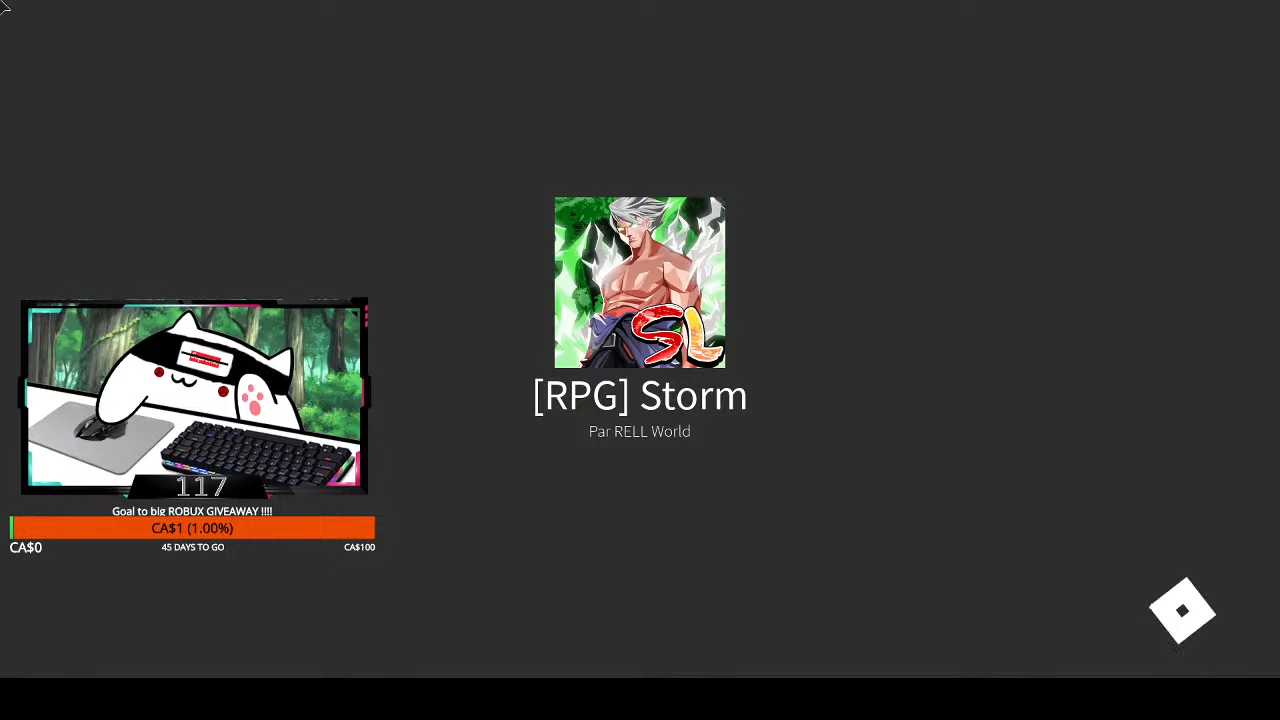 SL
[RPG] Storm
Par RELL World
117
Goal to big ROBUX GIVEAWAY !!!!
CA$1 (1.00%)
CA$0
45 DAYS TO GO
CA$100